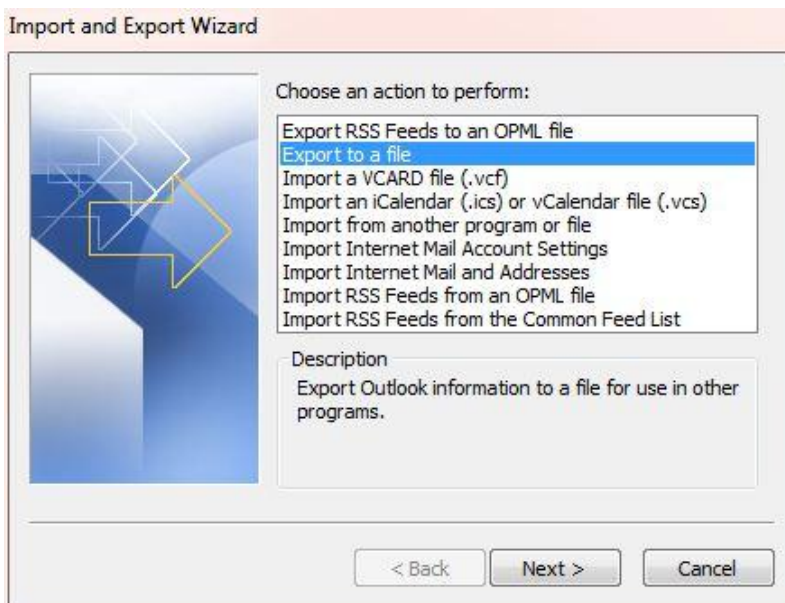 Import and Export Wizard
Choose an action to perform:
Export RSS Feeds to an OPML file
Export to a file
Import a VCARD file (.vcf)
Import an iCalendar (.ics) or vCalendar file (.vcs)
Import from another program or file
Import Internet Mail Account Settings
Import Internet Mail and Addresses
Import RSS Feeds from an OPML file
Import RSS Feeds from the Common Feed List
Description
Export Outlook information to a file for use in other
programs.
< Back Next > Cancel